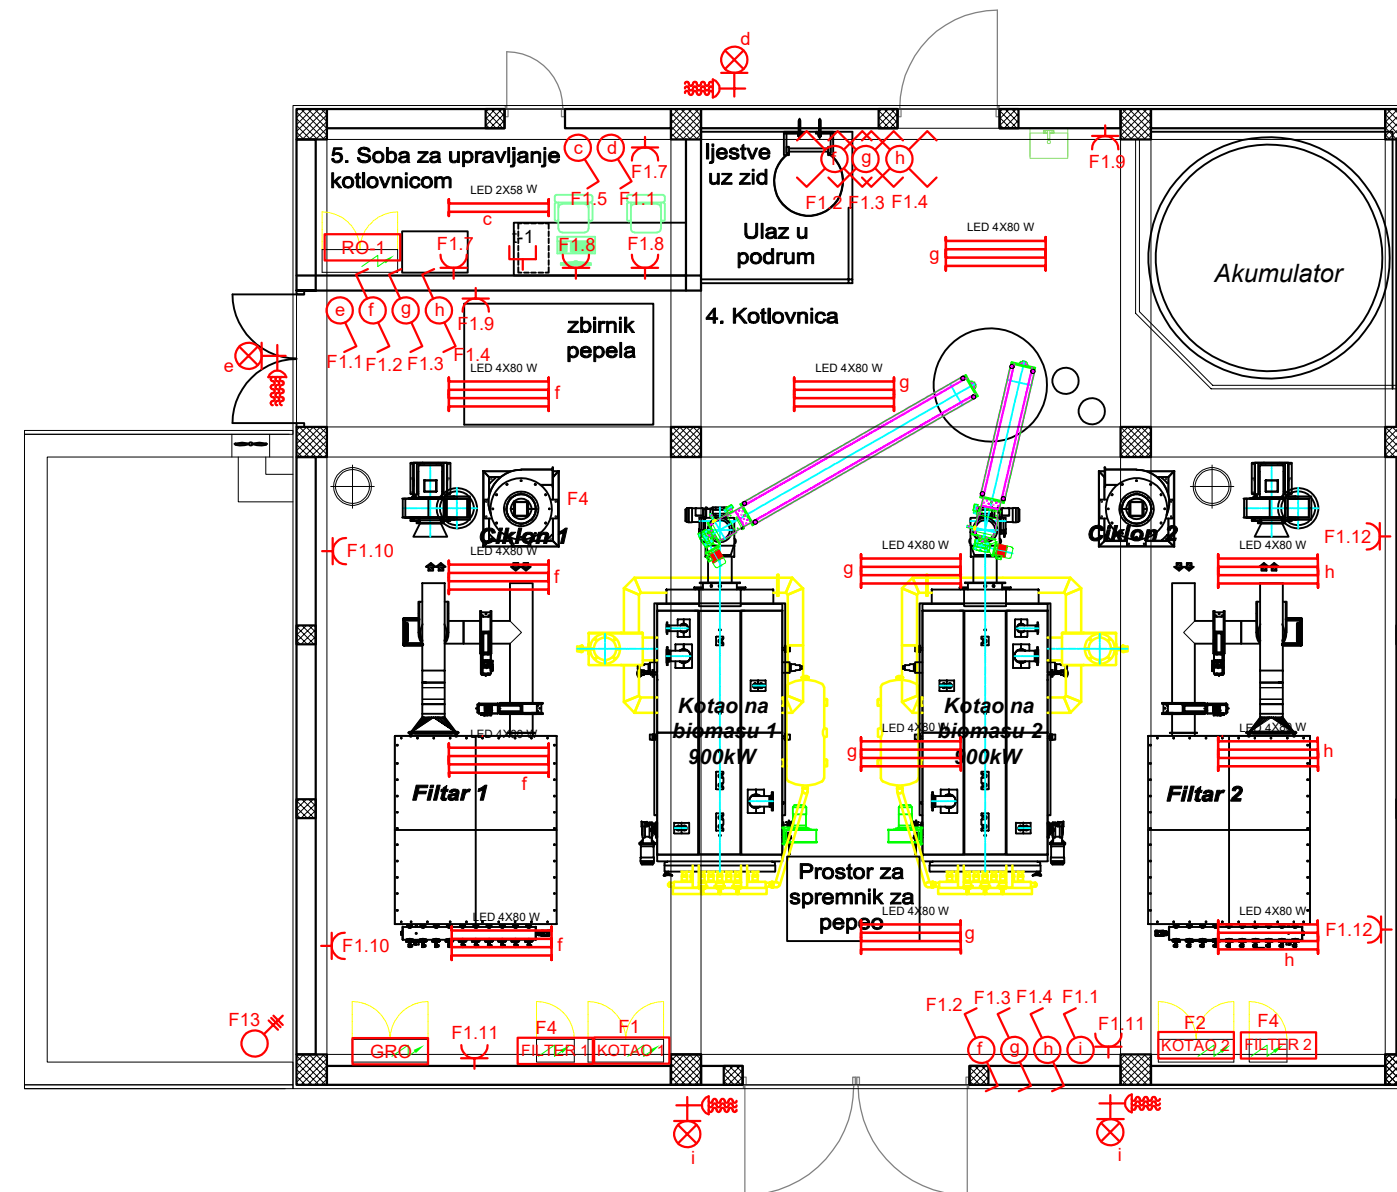 d
5. Soba za upravljanje
kotlovnicom
c
d
F1.7
LED 2X58 W
c
F1.5
F1.1
ljestve
uz zid
f
g
h
F1.2
F1.3
F1.4
F1.9
Ulaz u
podrum
LED 4X80 W
g
Akumulator
RO-1
F1.7
F1.8
F1.8
e
f
g
h
F1.9
F1.1
F1.2
F1.3
F1.4
e
zbirnik
pepela
4. Kotlovnica
LED 4X80 W
f
LED 4X80 W
g
F4
Ciklon 1
Ciklon 2
F1.10
F1.12
LED 4X80 W
f
LED 4X80 W
g
LED 4X80 W
h
Kotao na
biomasu 1
900kW
Kotao na
biomasu 2
900kW
LED 4X80 W
f
LED 4X80 W
g
LED 4X80 W
h
Filtar 1
Filtar 2
Prostor za
spremnik za
pepeo
LED 4X80 W
f
LED 4X80 W
g
LED 4X80 W
h
F1.10
F1.12
F1.2
F1.3
F1.4
F1.1
F13
GRO
F1.11
F4
FILTER 1
F1
KOTAO 1
f
g
h
i
F1.11
F2
KOTAO 2
F4
FILTER 2
i
i